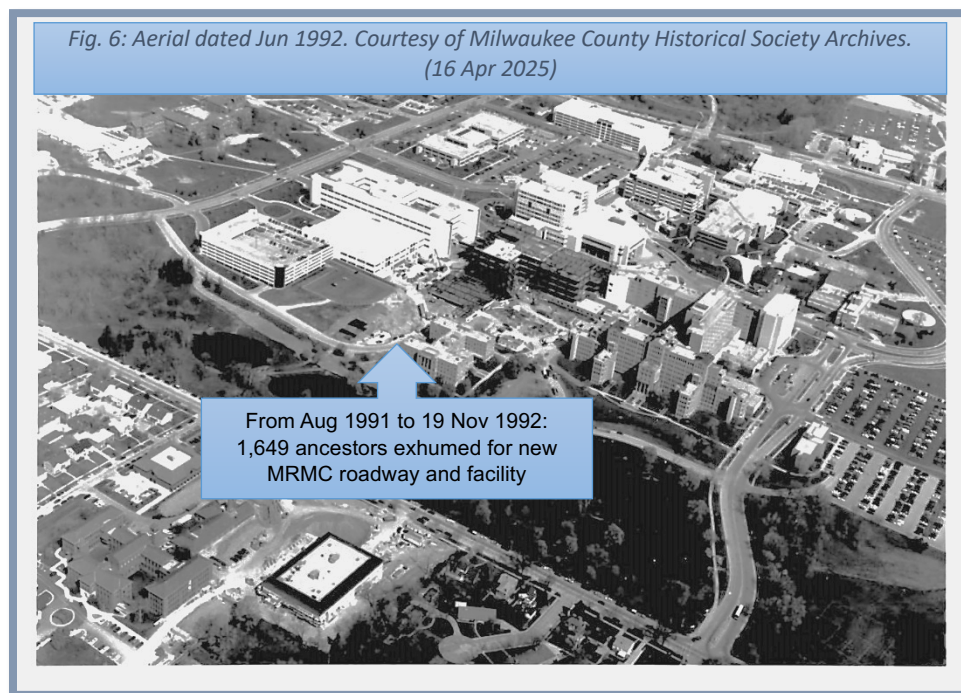 Fig. 6: Aerial dated Jun 1992. Courtesy of Milwaukee County Historical Society Archives.
(16 Apr 2025)
From Aug 1991 to 19 Nov 1992:
1,649 ancestors exhumed for new
MRMC roadway and facility